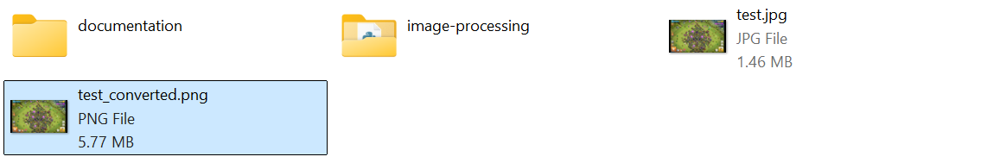 documentation
image-processing
test.jpg
JPG File
1.46 MB
test_converted.png
PNG File
5.77 MB